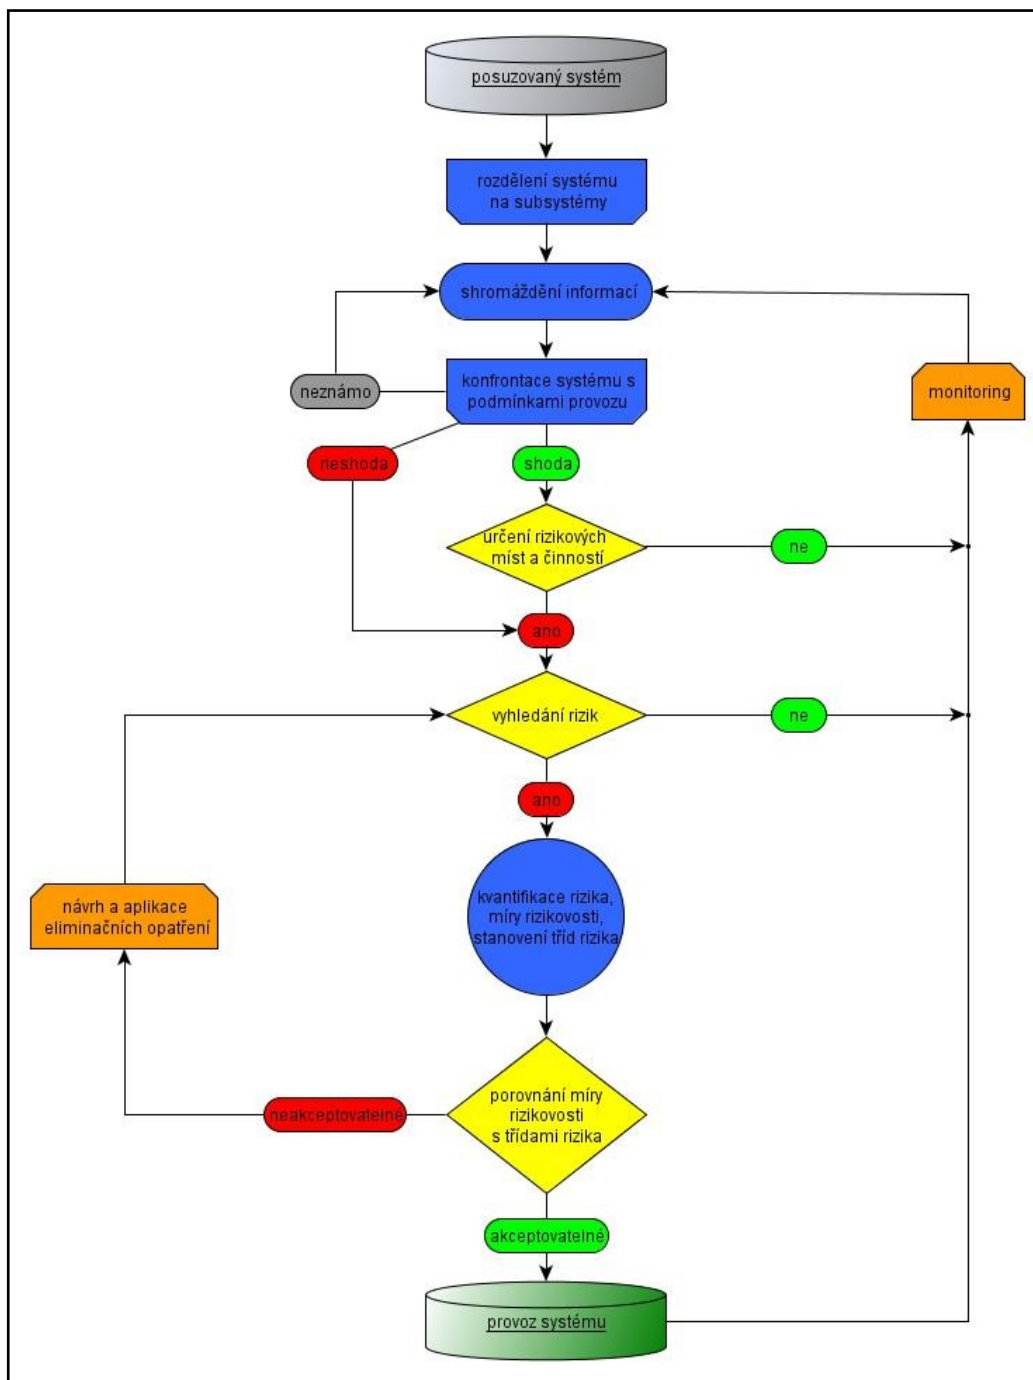 posuzovaný systém
rozdělení systému
na subsystémy
shromáždění informací
neznámo
konfrontace systému s
podmínkami provozu
monitoring
neshoda
shoda
určení rizikových
míst a činností
ne
ano
vyhledání rizik
ne
ano
kvantifikace rizika,
míry rizikovosti,
stanovení tříd rizika
návrh a aplikace
eliminačních opatření
porovnání míry
rizikovosti
s třídami rizika
neakceptovatelné
akceptovatelné
provoz systému